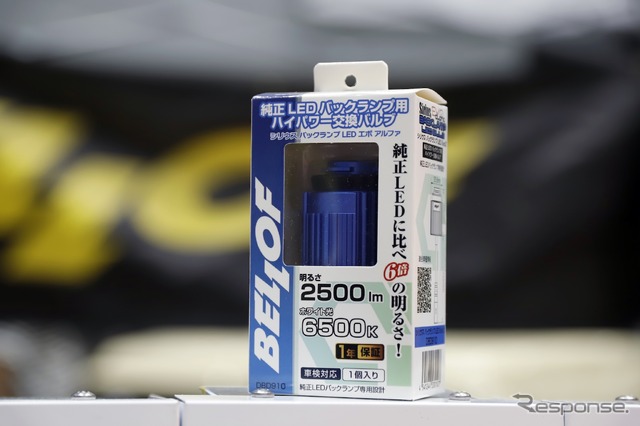 純正LEDバックランプ用
ハイパワー交換バルブ
シリウス バックランプ LED エボ アルファ
BELLOF
純正LEDに比べ
6倍の明るさ！
明るさ
2500lm
ホワイト光
6500K
1年 保証
車検対応
1個入り
DBD910
純正LEDバックランプ専用設計
Response.